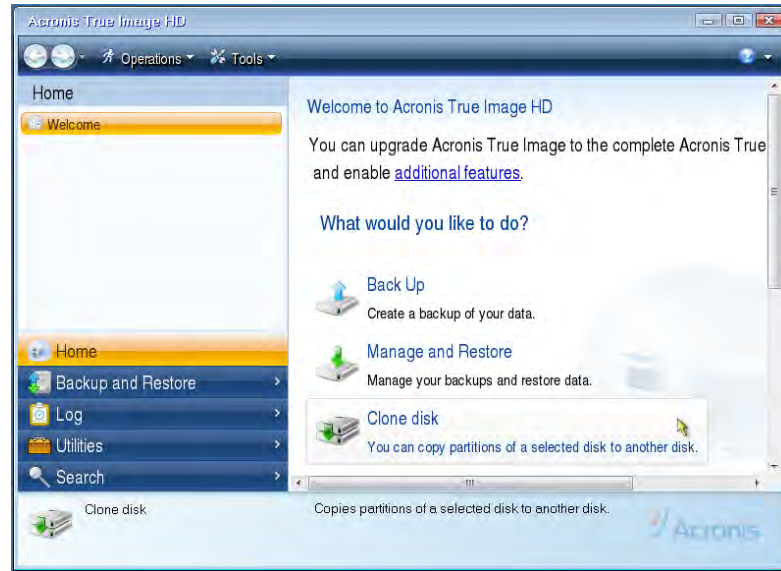 Acronis True Image HD
Operations Tools
Home
Welcome
Home
Backup and Restore
Log
Utilities
Search
Welcome to Acronis True Image HD
You can upgrade Acronis True Image to the complete Acronis True
and enable additional features.
What would you like to do?
Back Up
Create a backup of your data.
Manage and Restore
Manage your backups and restore data.
Clone disk
You can copy partitions of a selected disk to another disk.
Clone disk
Copies partitions of a selected disk to another disk.
Acronis